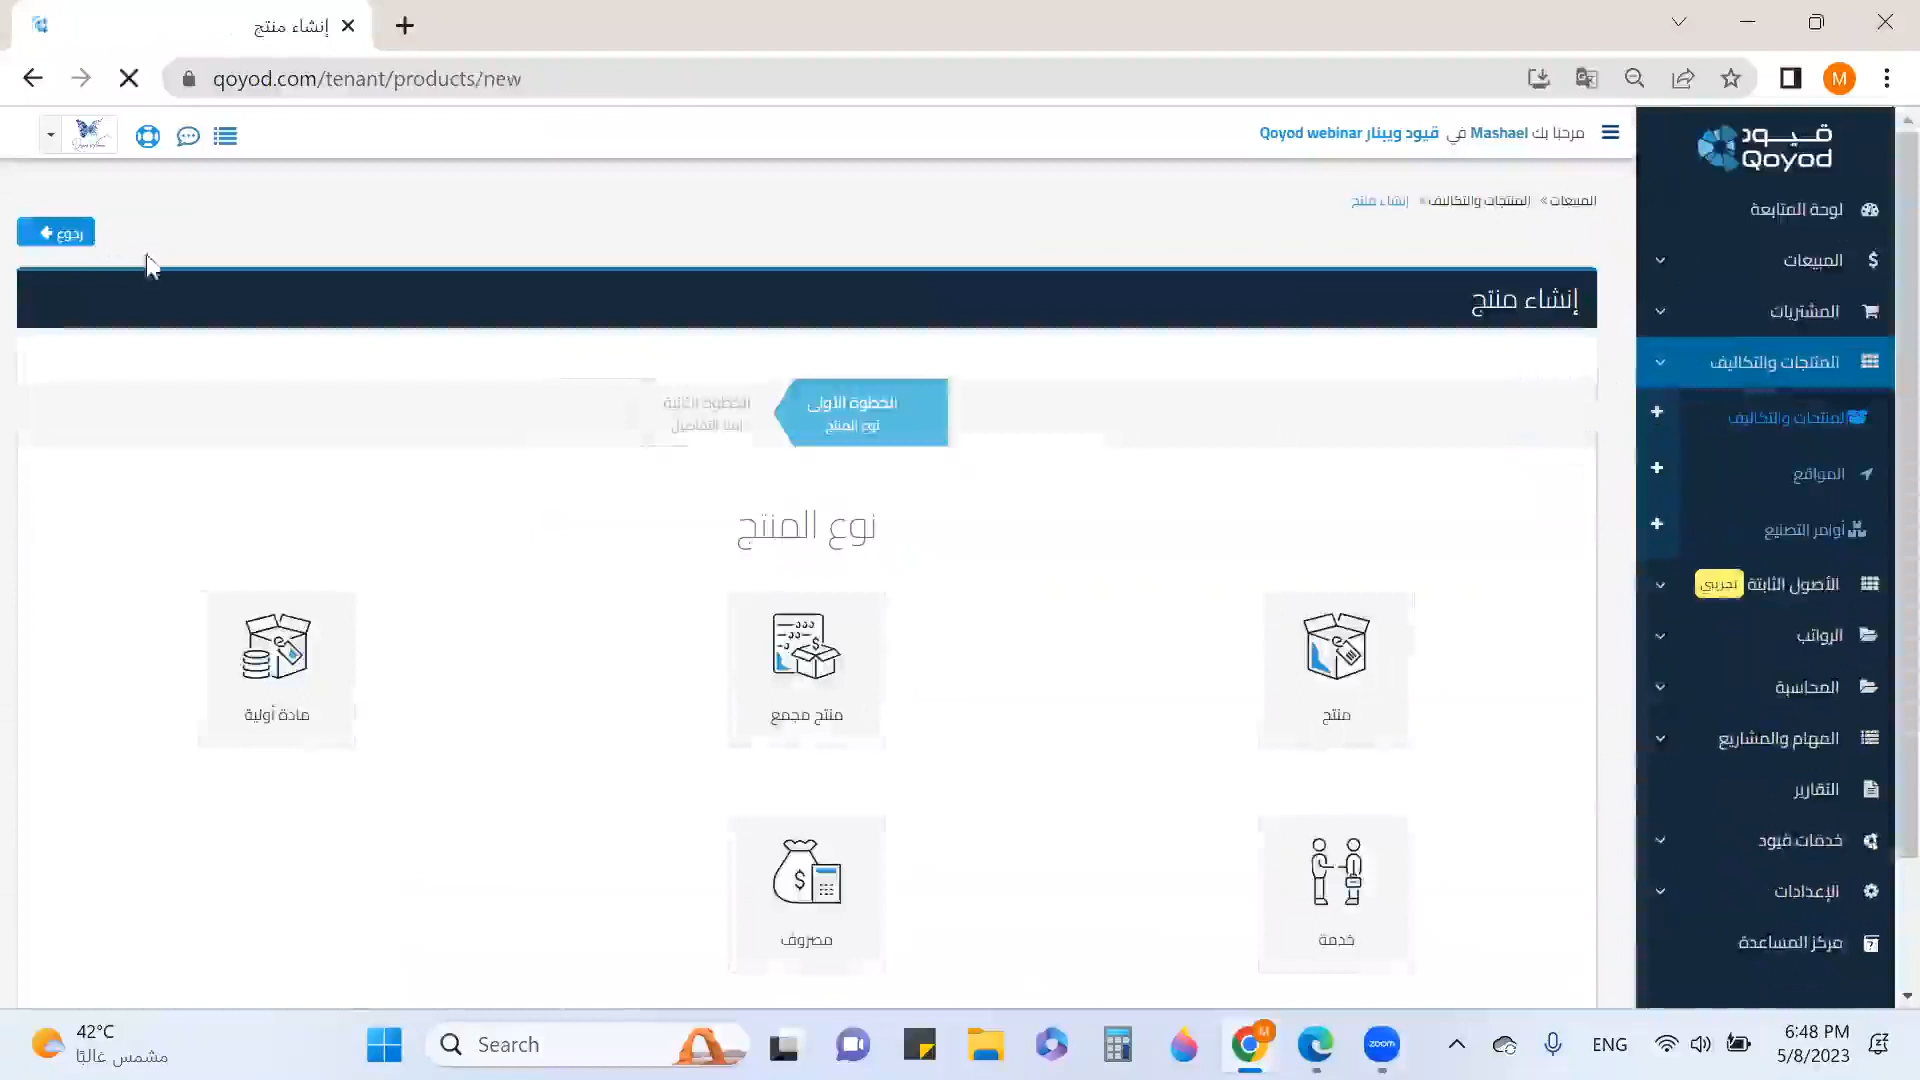 إنشاء منتج
qoyod.com/tenant/products/new
M
مرحبا بك Mashael في قيود ويبنار Qoyod webinar
قيود
Qoyod
المبيعات » المنتجات والتكاليف » إنشاء منتج
رجوع
إنشاء منتج
الخطوة الأولى
نوع المنتج
الخطوة الثانية
نوع المنتج
منتج
منتج مجمع
مادة أولية
خدمة
مصروف
لوحة المتابعة
المبيعات
المشتريات
المنتجات والتكاليف
المنتجات والتكاليف
المواقع
أوامر التصنيع
الأصول الثابتة تجريبي
الرواتب
المحاسبة
المهام والمشاريع
التقارير
خدمات قيود
الإعدادات
مركز المساعدة
42°C
مشمس غالبًا
Search
M
zoom
ENG
6:48 PM
5/8/2023